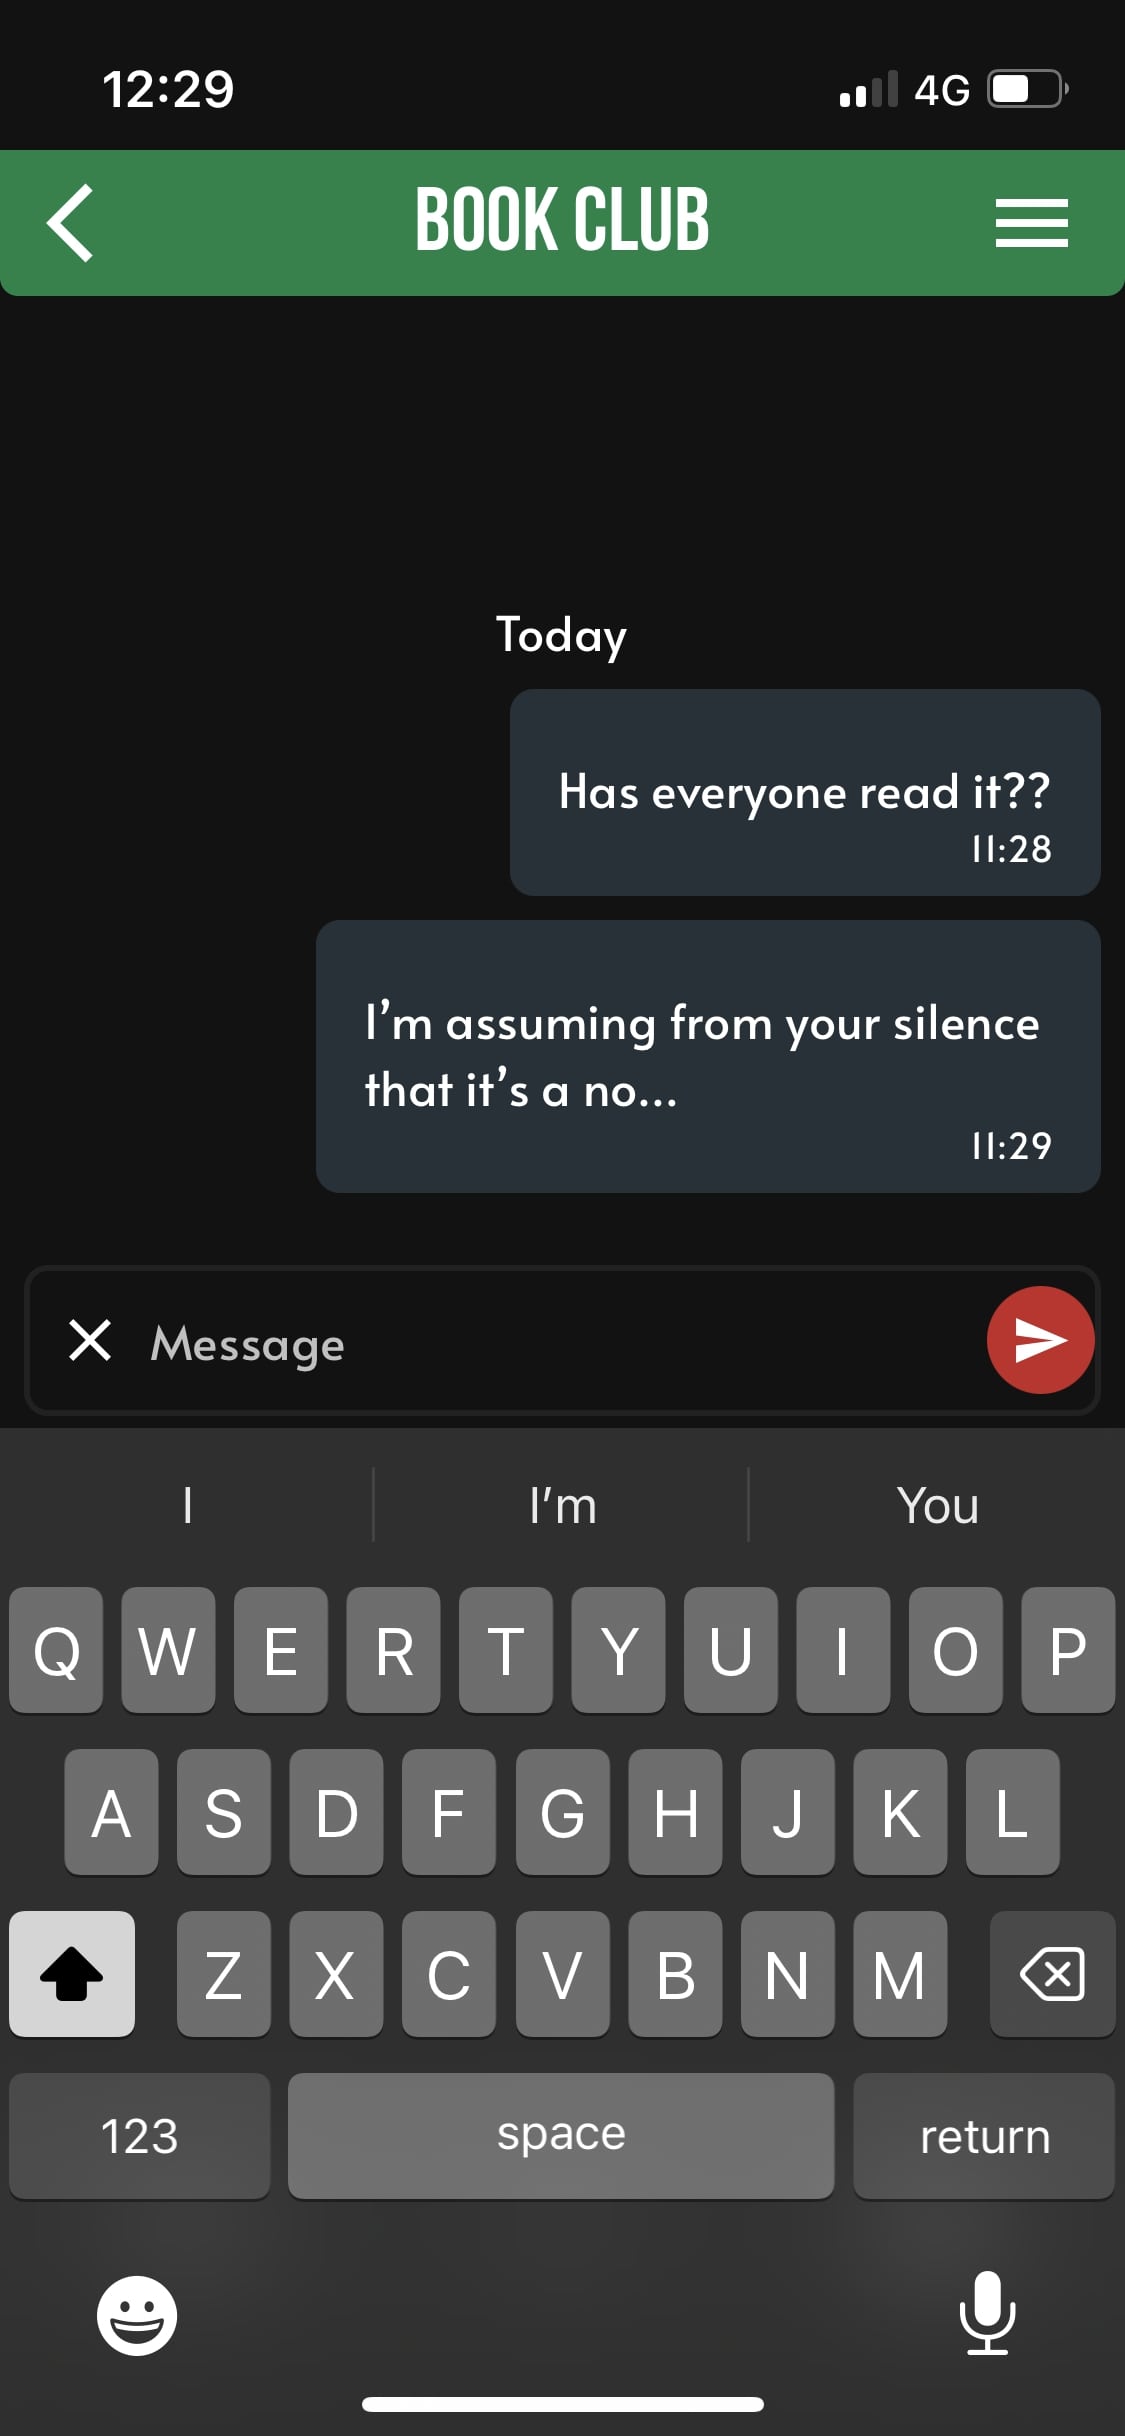 12:29
4G
BOOK CLUB
Today
Has everyone read it??
11:28
I’m assuming from your silence
that it’s a no...
11:29
Message
I I’m You
Q W E R T Y U I O P
A S D F G H J K L
Z X C V B N M
123 space return